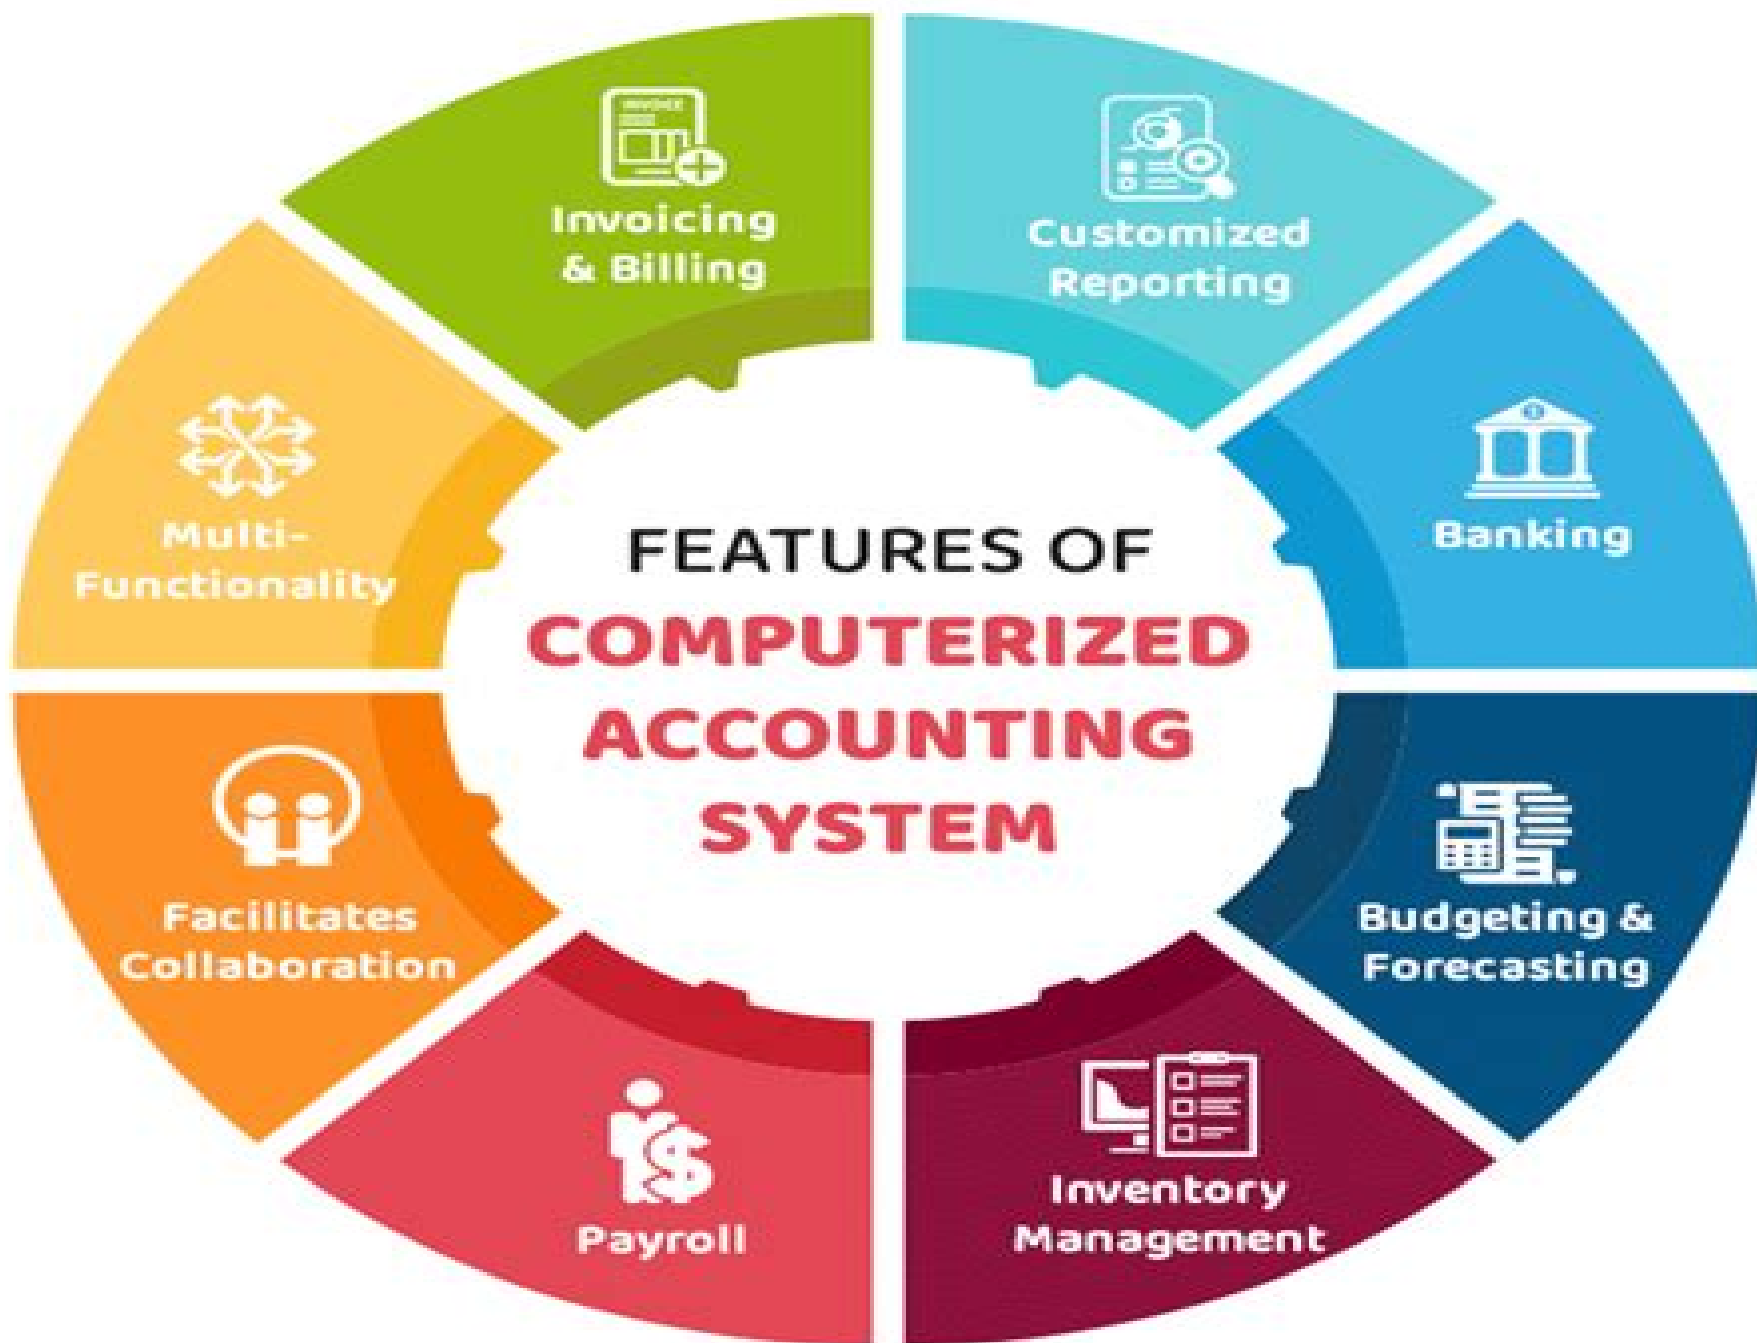 FEATURES OF
COMPUTERIZED
ACCOUNTING
SYSTEM
INVOICE
Invoicing
& Billing
Customized
Reporting
Banking
Budgeting &
Forecasting
Inventory
Management
Payroll
Facilitates
Collaboration
Multi-
Functionality